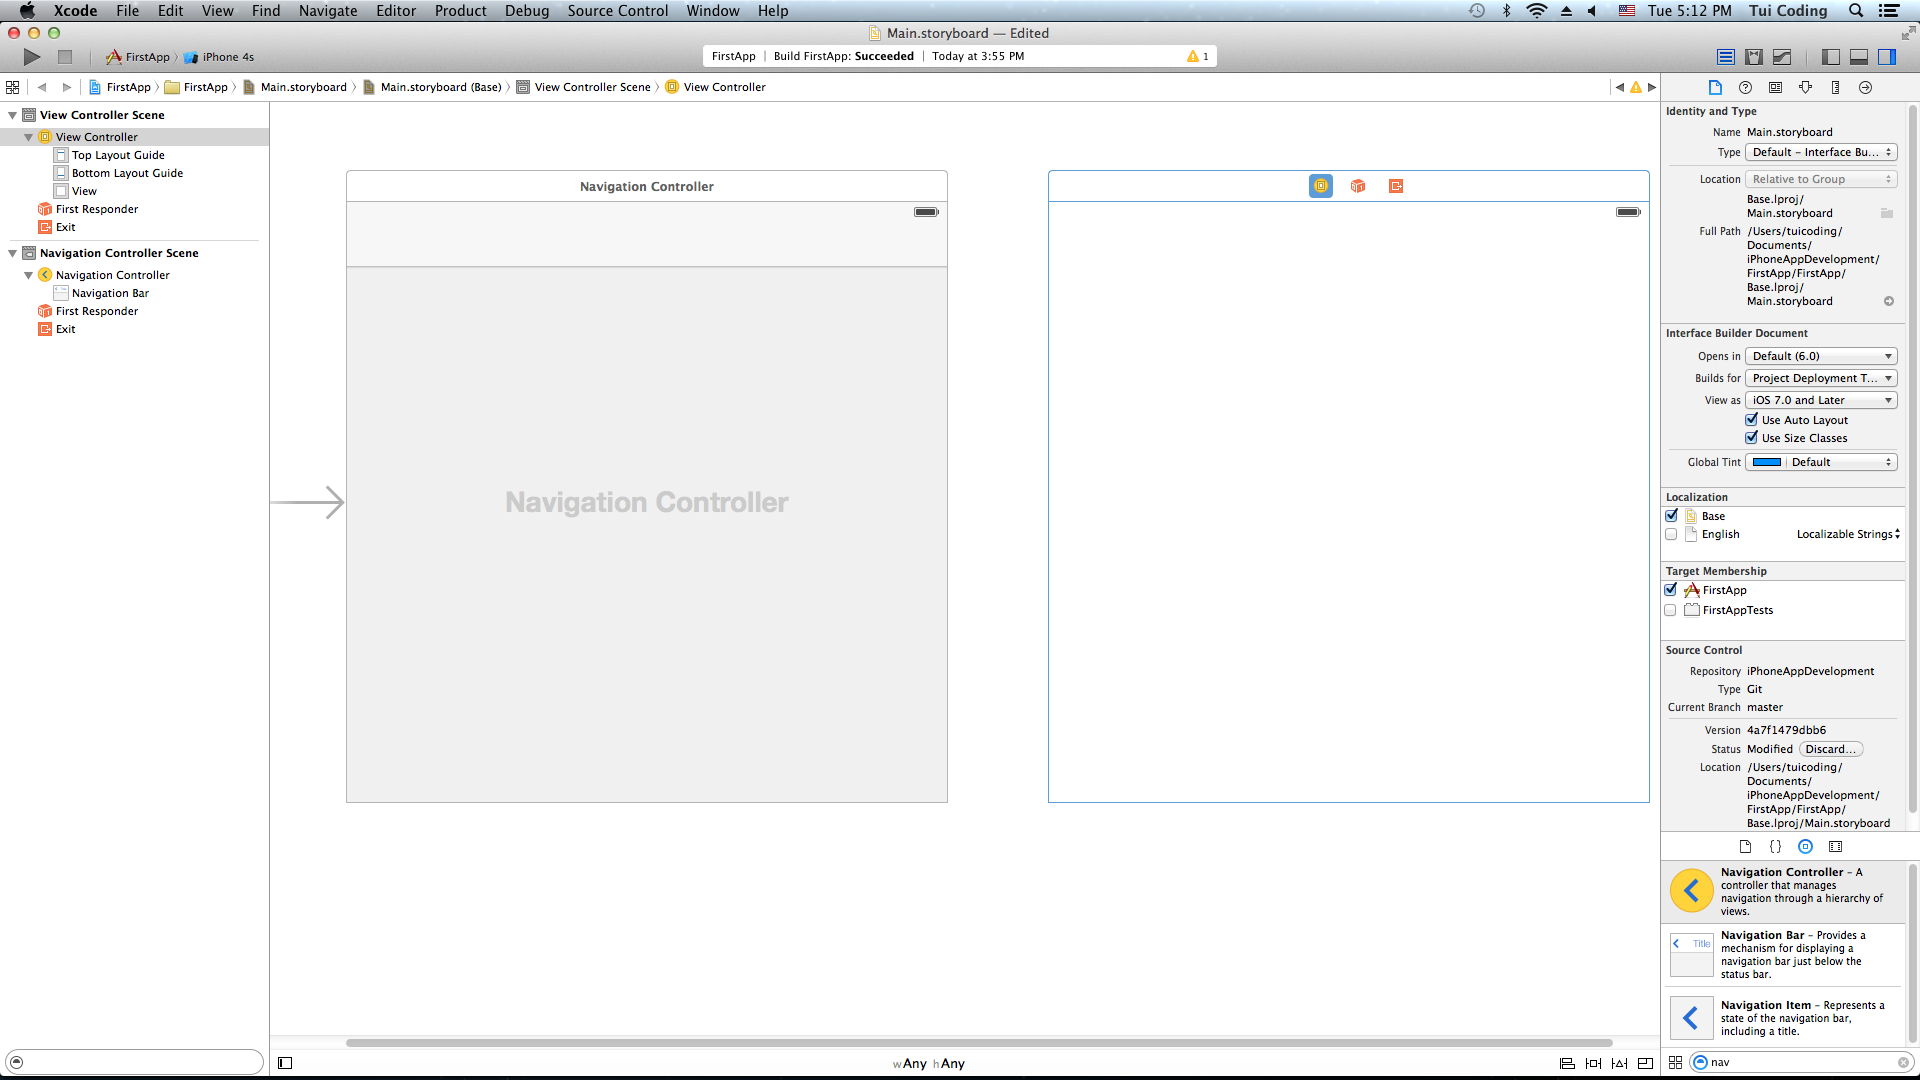 Xcode File Edit View Find Navigate Editor Product Debug Source Control Window Help Tue 5:12 PM Tui Coding
Main.storyboard — Edited
FirstApp iPhone 4s
FirstApp Build FirstApp: Succeeded Today at 3:55 PM 1
FirstApp FirstApp Main.storyboard Main.storyboard (Base) View Controller Scene View Controller
View Controller Scene
View Controller
Top Layout Guide
Bottom Layout Guide
View
First Responder
Exit
Navigation Controller Scene
Navigation Controller
Navigation Bar
First Responder
Exit
Navigation Controller
Navigation Controller
wAny hAny
Identity and Type
Name Main.storyboard
Type Default – Interface Bu...
Location Relative to Group
Base.lproj/
Main.storyboard
Full Path /Users/tuicoding/
Documents/
iPhoneAppDevelopment/
FirstApp/FirstApp/
Base.lproj/
Main.storyboard
Interface Builder Document
Opens in Default (6.0)
Builds for Project Deployment T...
View as iOS 7.0 and Later
Use Auto Layout
Use Size Classes
Global Tint Default
Localization
Base
English Localizable Strings
Target Membership
FirstApp
FirstAppTests
Source Control
Repository iPhoneAppDevelopment
Type Git
Current Branch master
Version 4a7f1479dbb6
Status Modified Discard...
Location /Users/tuicoding/
Documents/
iPhoneAppDevelopment/
FirstApp/FirstApp/
Base.lproj/Main.storyboard
{}
Navigation Controller – A
controller that manages
navigation through a hierarchy of
views.
Title
Navigation Bar – Provides a
mechanism for displaying a
navigation bar just below the
status bar.
Navigation Item – Represents a
state of the navigation bar,
including a title.
nav